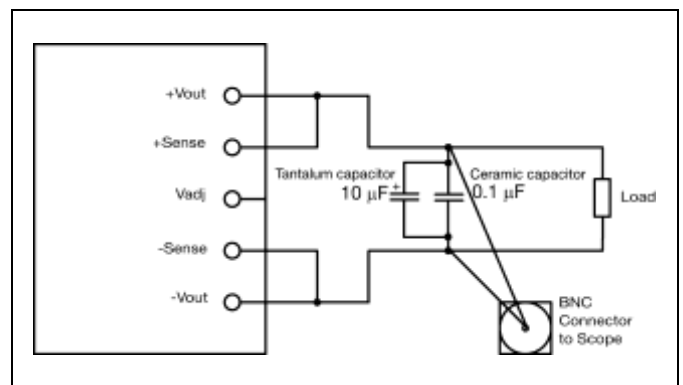 +Vout
+Sense
Vadj
-Sense
-Vout
Tantalum capacitor
10 µF
+
Ceramic capacitor
0.1 µF
Load
BNC
Connector
to Scope